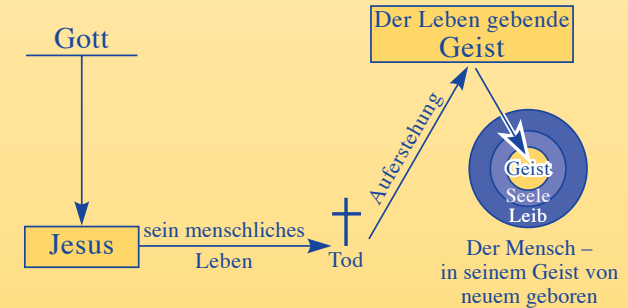 Gott
Jesus
sein menschliches
Leben
Tod
Auferstehung
Der Leben gebende
Geist
Geist
Seele
Leib
Der Mensch –
in seinem Geist von
neuem geboren